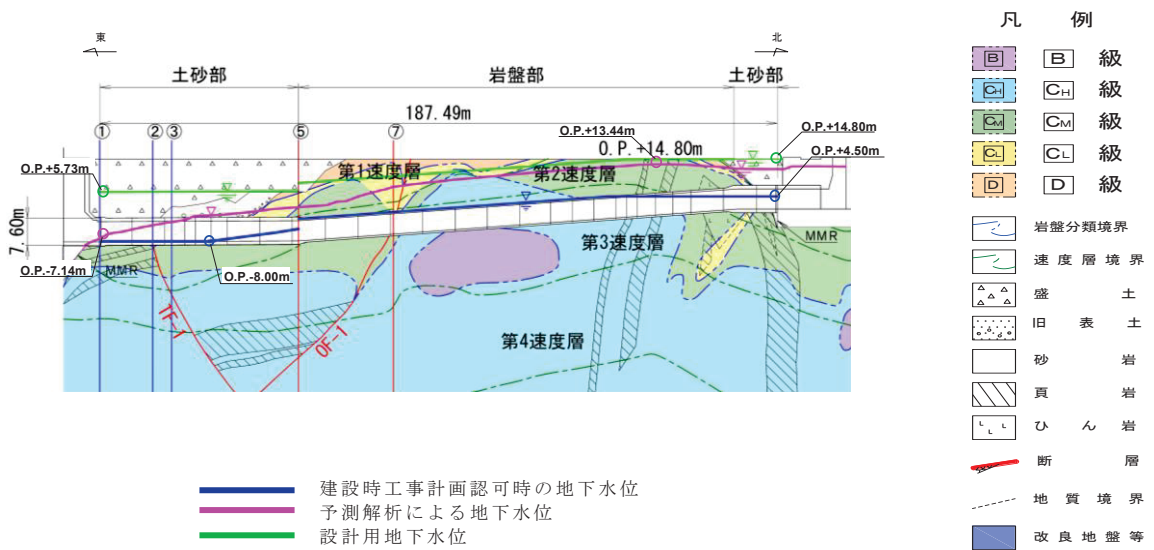 東
北
土砂部
岩盤部
土砂部
187.49m
①
②
③
⑤
⑦
O.P.+13.44m
O.P.+14.80m
O.P.+14.80m
O.P.+4.50m
O.P.+5.73m
第1速度層
第2速度層
7.60m
第3速度層
MMR
O.P.-7.14m
MMR
O.P.-8.00m
TF-1
OF-1
第4速度層
建設時工事計画認可時の地下水位
予測解析による地下水位
設計用地下水位
凡 例
B B 級
CH CH 級
CM CM 級
CL CL 級
D D 級
岩盤分類境界
速度層境界
盛土
旧表土
砂岩
頁岩
ひん岩
断層
地質境界
改良地盤等